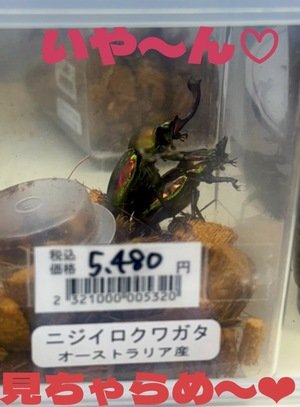 いや～ん♡
税込
価格 5.480 円
2 321000 005320
ニジイロクワガタ
オーストラリア産
見ちゃらめ～❤